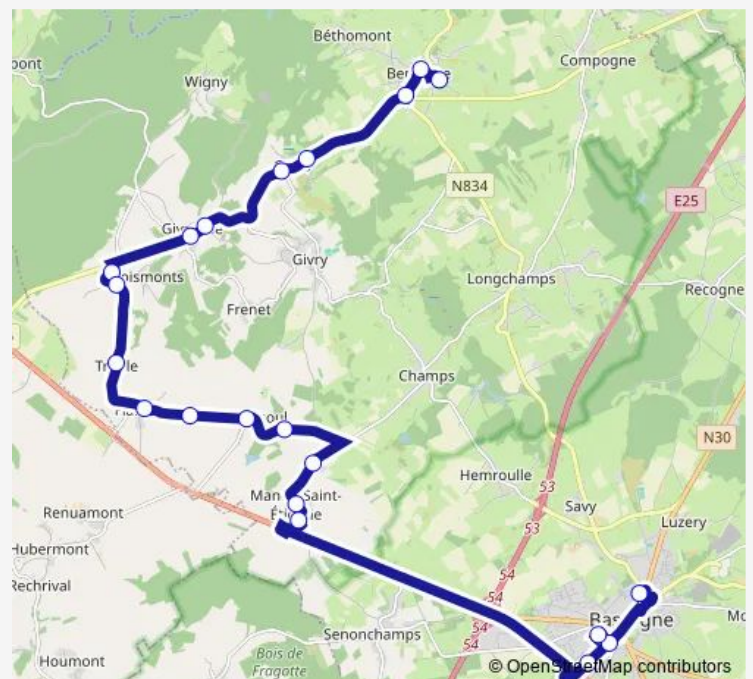 Béthomont
Compogne
Wigny
N834
E25
Givry
Longchamps
Recogne
Frenet
Champs
N30
Hemroulle
53
53
Savy
Renuamont
Saint-
Luzery
Hubermont
Rechrival
54
54
54
Senonchamps
Houmont
Bois de
Fragotte
© OpenStreetMap contributors